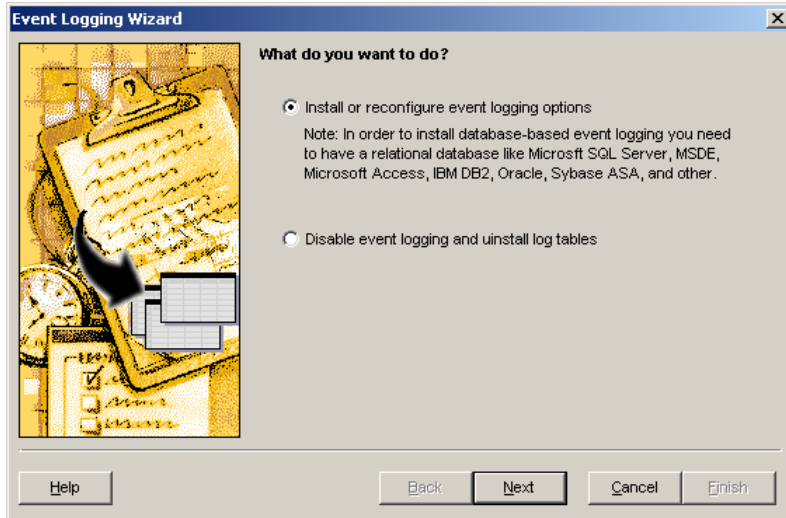 Event Logging Wizard
What do you want to do?
Install or reconfigure event logging options
Note: In order to install database-based event logging you need
to have a relational database like Microsft SQL Server, MSDE,
Microsoft Access, IBM DB2, Oracle, Sybase ASA, and other.
Disable event logging and uinstall log tables
Help
Back
Next
Cancel
Finish